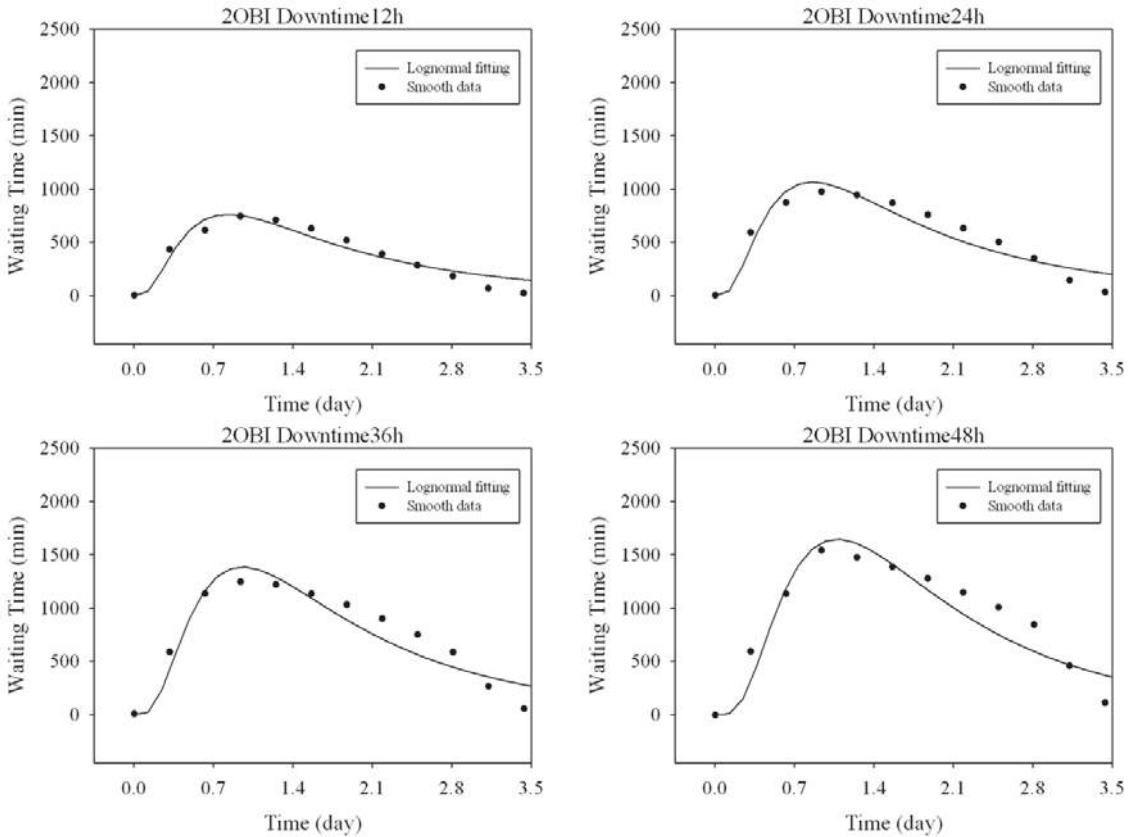 2OBI Downtime12h
2500
2000
1500
1000
500
0
Waiting Time (min)
Lognormal fitting
Smooth data
0.0 0.7 1.4 2.1 2.8 3.5
Time (day)
2OBI Downtime24h
2500
2000
1500
1000
500
0
Waiting Time (min)
Lognormal fitting
Smooth data
0.0 0.7 1.4 2.1 2.8 3.5
Time (day)
2OBI Downtime36h
2500
2000
1500
1000
500
0
Waiting Time (min)
Lognormal fitting
Smooth data
0.0 0.7 1.4 2.1 2.8 3.5
Time (day)
2OBI Downtime48h
2500
2000
1500
1000
500
0
Waiting Time (min)
Lognormal fitting
Smooth data
0.0 0.7 1.4 2.1 2.8 3.5
Time (day)